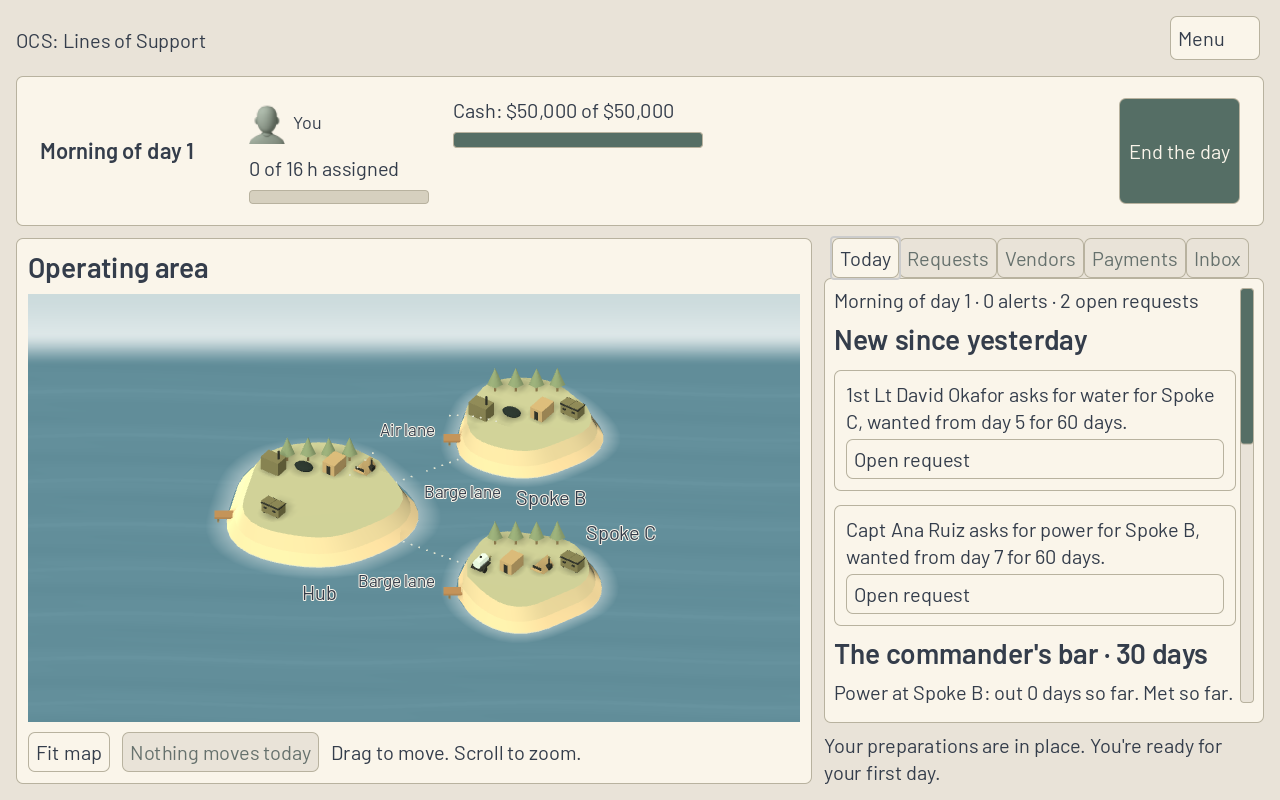 OCS: Lines of Support
Menu
Morning of day 1
You
0 of 16 h assigned
Cash: $50,000 of $50,000
End the day
Operating area
Air lane
Barge lane
Spoke B
Spoke C
Barge lane
Hub
Fit map
Nothing moves today
Drag to move. Scroll to zoom.
Today
Requests
Vendors
Payments
Inbox
Morning of day 1 · 0 alerts · 2 open requests
New since yesterday
1st Lt David Okafor asks for water for Spoke
C, wanted from day 5 for 60 days.
Open request
Capt Ana Ruiz asks for power for Spoke B,
wanted from day 7 for 60 days.
Open request
The commander's bar · 30 days
Power at Spoke B: out 0 days so far. Met so far.
Your preparations are in place. You're ready for
your first day.